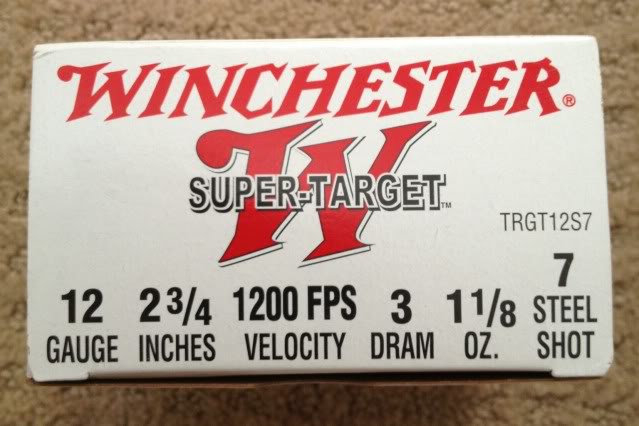 WINCHESTER®
SUPER-TARGET™
TRGT12S7
12 2 3/4 1200 FPS 3 1 1/8 7 STEEL
GAUGE INCHES VELOCITY DRAM OZ. SHOT